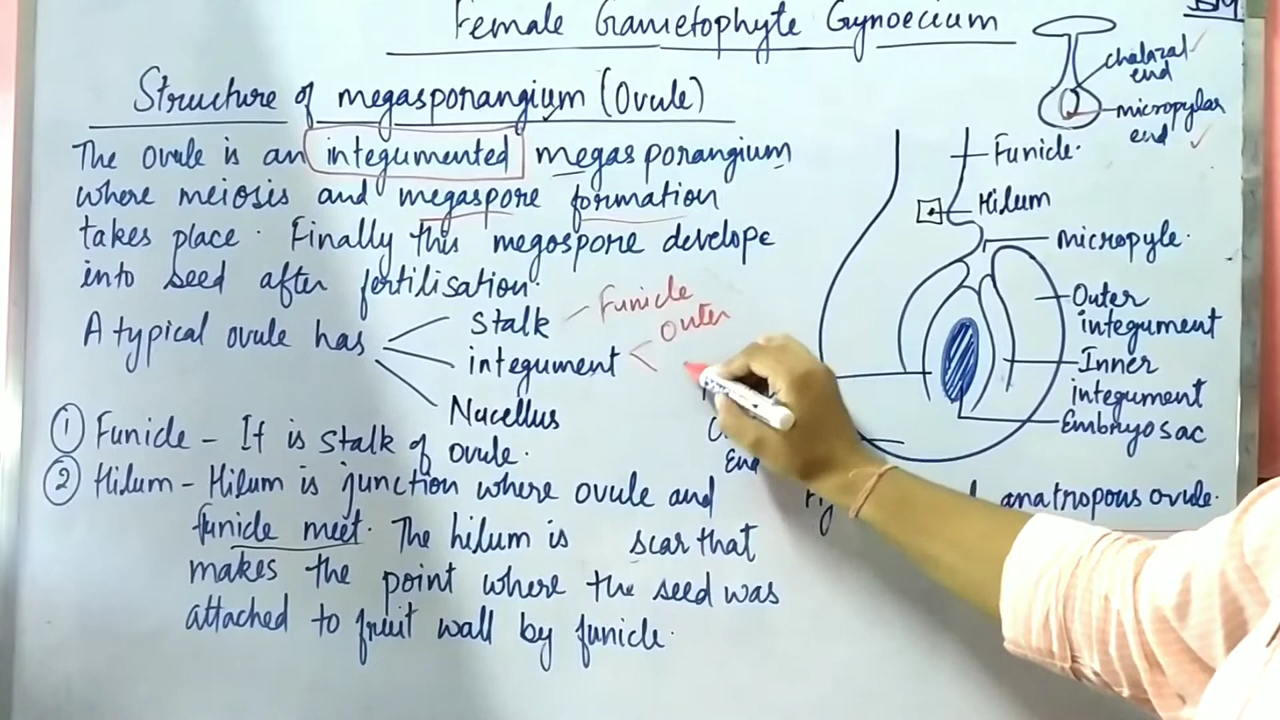 Female Gametophyte Gynoecium
Structure of megasporangium (Ovule)
The Ovule is an integumented megasporangium
where meiosis and megaspore formation
takes place. Finally this megospore develope
into seed after fertilisation.
A typical ovule has
Stalk - Funicle
integument < outer
Nucellus
1 Funicle - It is Stalk of ovule.
2 Hilum - Hilum is junction where ovule and
funicle meet. The hilum is scar that
makes the point where the seed was
attached to fruit wall by funicle.
chalazal
end
micropylar
end
Funicle.
Hilum
micropyle.
Outer
integument
Inner
integument
Embryo sac
End
anatropous ovule.